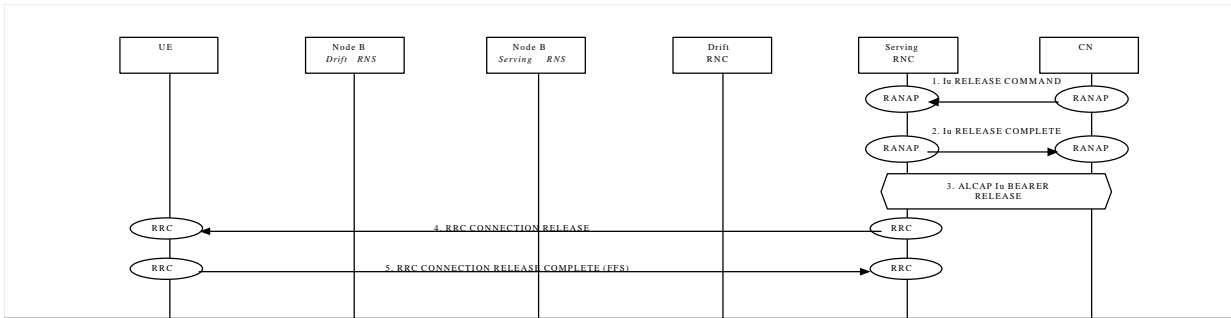 UE
Node B
Drift RNS
Node B
Serving RNS
Drift
RNC
Serving
RNC
CN
1. Iu RELEASE COMMAND
RANAP
RANAP
2. Iu RELEASE COMPLETE
RANAP
RANAP
3. ALCAP Iu BEARER
RELEASE
RRC
4. RRC CONNECTION RELEASE
RRC
RRC
5. RRC CONNECTION RELEASE COMPLETE (FFS)
RRC